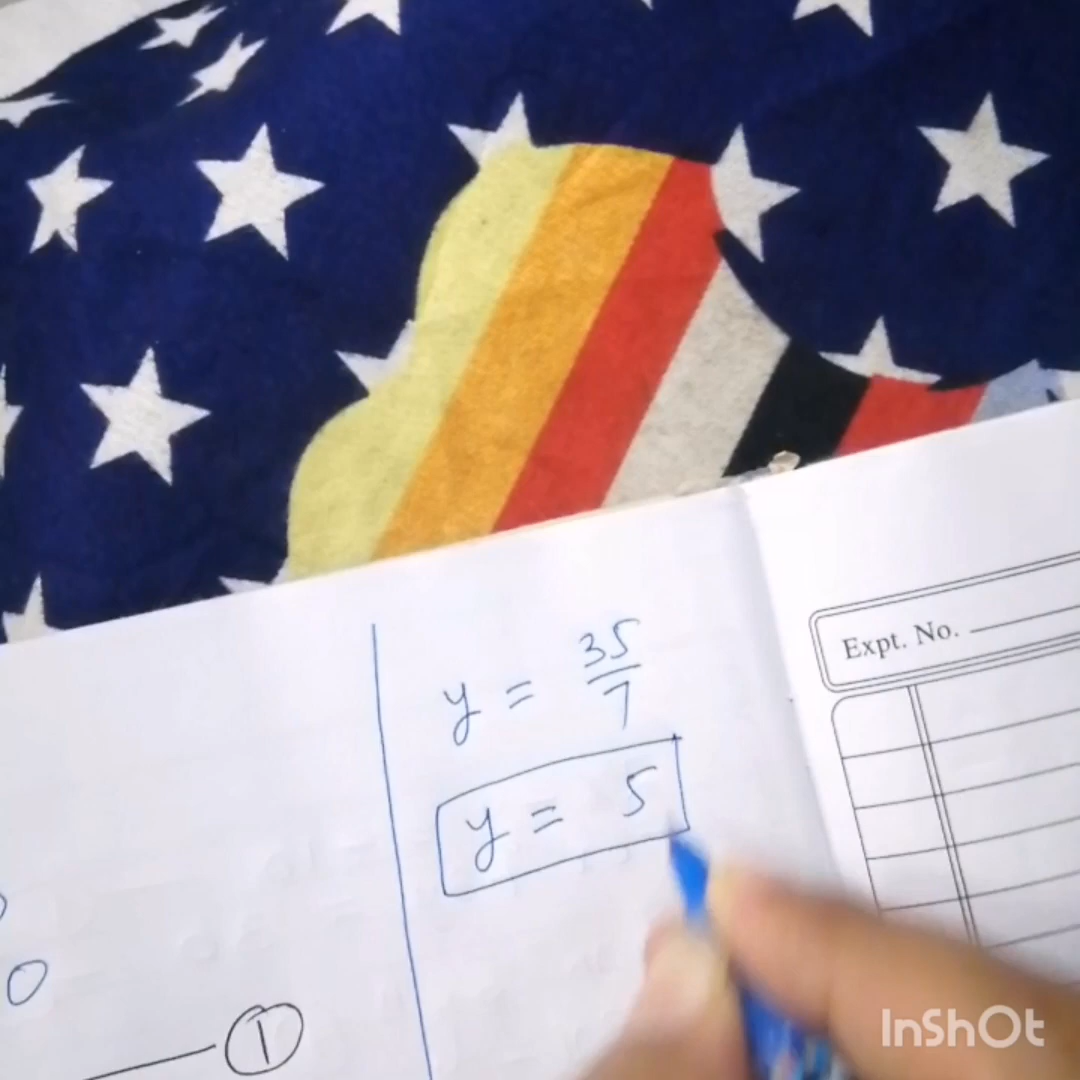 y = 35/7
y = 5
Expt. No.
0
1
InShOt